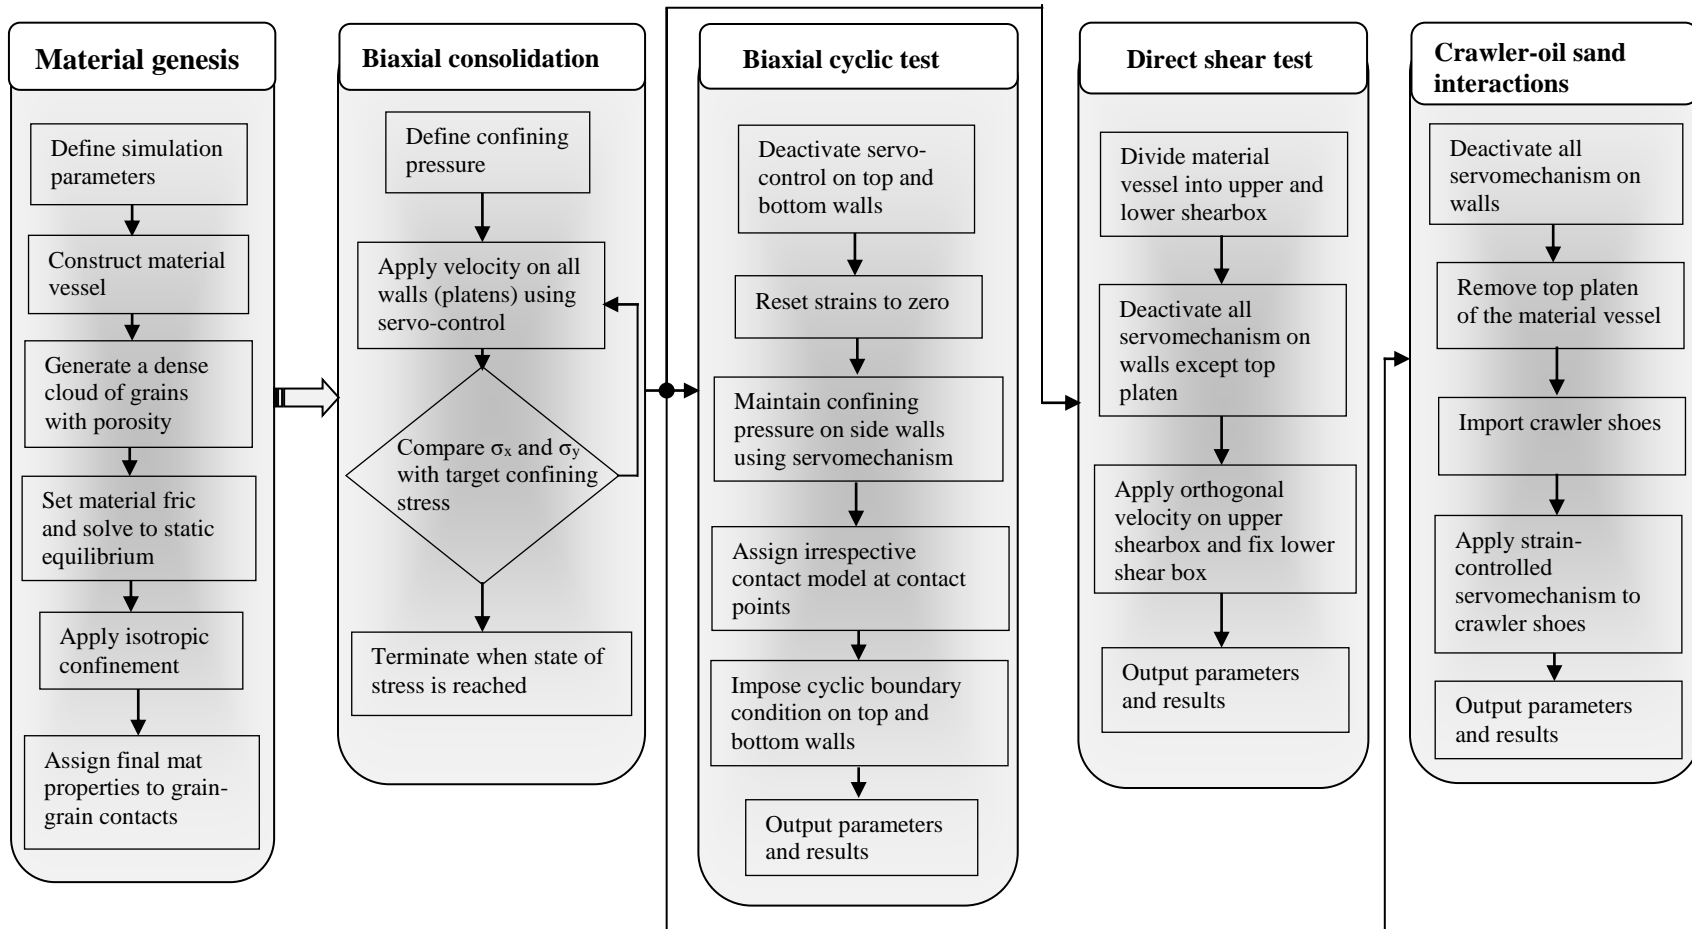 Material genesis
Define simulation
parameters
Construct material
vessel
Generate a dense
cloud of grains
with porosity
Set material fric
and solve to static
equilibrium
Apply isotropic
confinement
Assign final mat
properties to grain-
grain contacts
Biaxial consolidation
Define confining
pressure
Apply velocity on all
walls (platens) using
servo-control
Compare σx and σy
with target confining
stress
Terminate when state of
stress is reached
Biaxial cyclic test
Deactivate servo-
control on top and
bottom walls
Reset strains to zero
Maintain confining
pressure on side walls
using servomechanism
Assign irrespective
contact model at contact
points
Impose cyclic boundary
condition on top and
bottom walls
Output parameters
and results
Direct shear test
Divide material
vessel into upper and
lower shearbox
Deactivate all
servomechanism on
walls except top
platen
Apply orthogonal
velocity on upper
shearbox and fix lower
shear box
Output parameters
and results
Crawler-oil sand
interactions
Deactivate all
servomechanism on
walls
Remove top platen
of the material vessel
Import crawler shoes
Apply strain-
controlled
servomechanism to
crawler shoes
Output parameters
and results